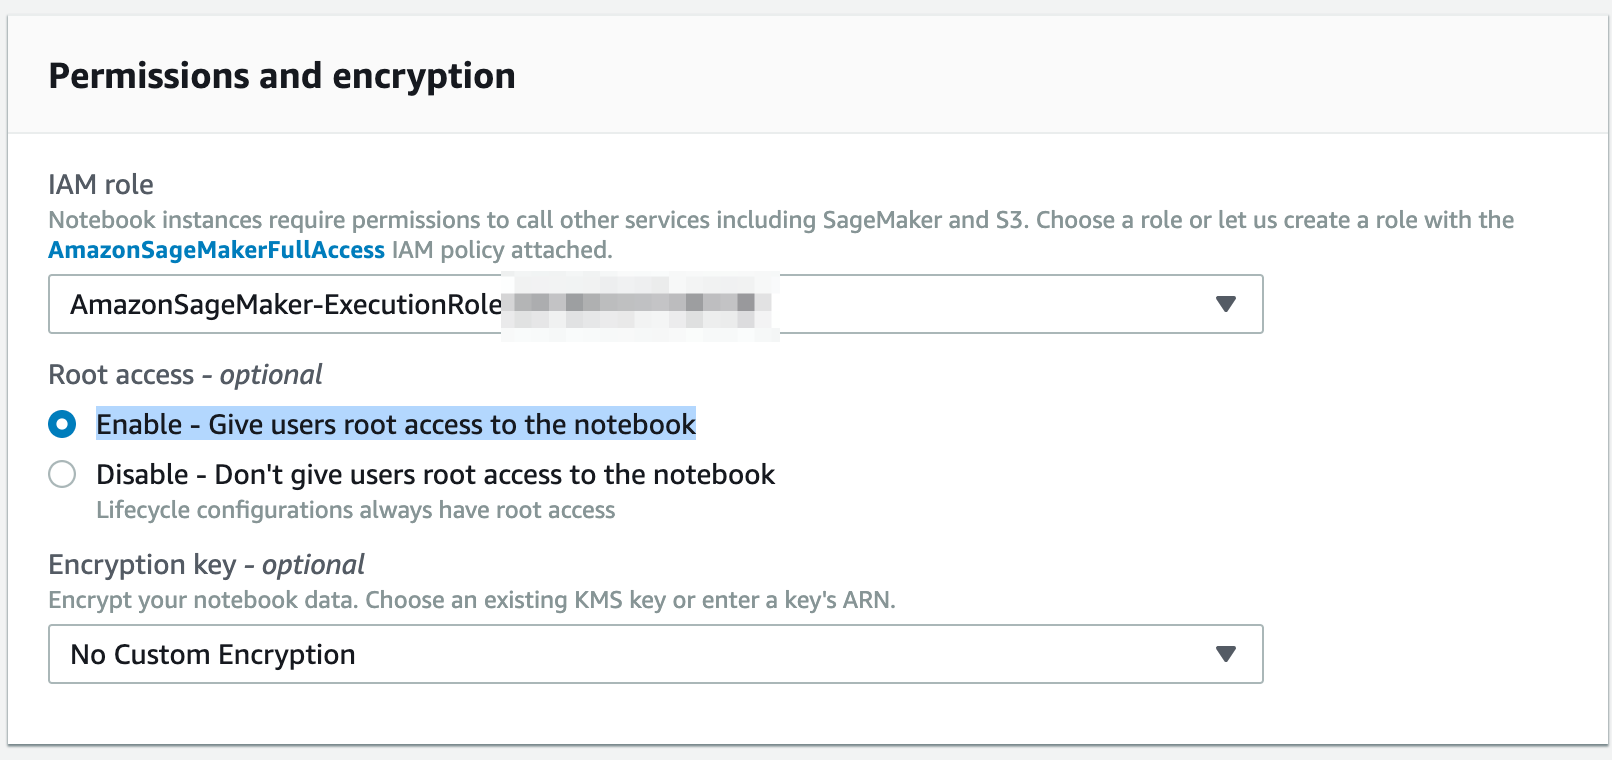 Permissions and encryption
IAM role
Notebook instances require permissions to call other services including SageMaker and S3. Choose a role or let us create a role with the
AmazonSageMakerFullAccess IAM policy attached.
AmazonSageMaker-ExecutionRole
Root access - optional
Enable - Give users root access to the notebook
Disable - Don't give users root access to the notebook
Lifecycle configurations always have root access
Encryption key - optional
Encrypt your notebook data. Choose an existing KMS key or enter a key's ARN.
No Custom Encryption